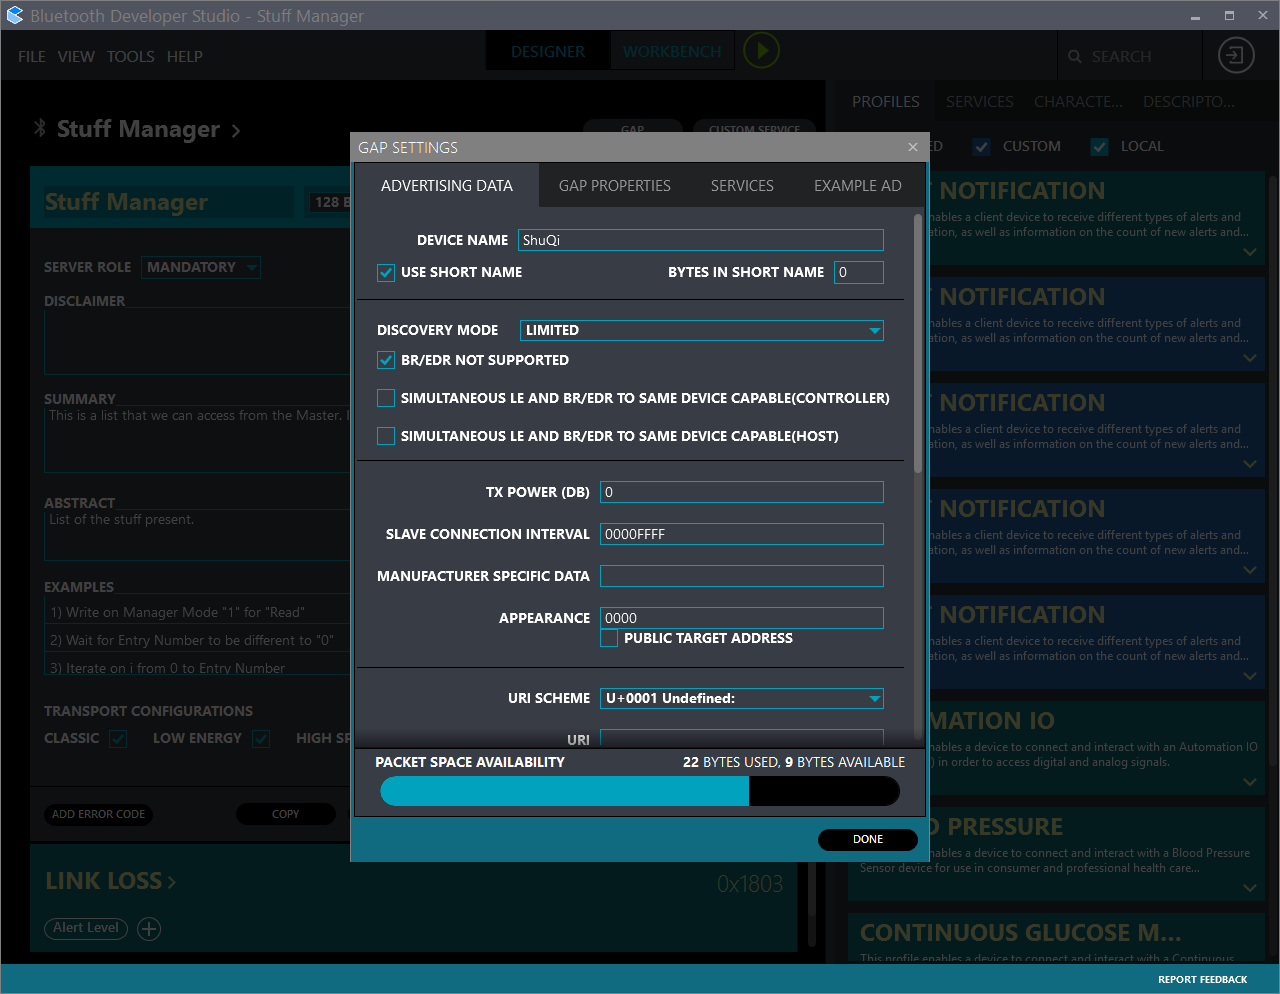 Bluetooth Developer Studio - Stuff Manager
FILE VIEW TOOLS HELP
DESIGNER WORKBENCH
SEARCH
Stuff Manager
GAP
CUSTOM SERVICE
PROFILES SERVICES CHARACTE... DESCRIPTO...
CUSTOM LOCAL
Stuff Manager
128
SERVER ROLE MANDATORY
DISCLAIMER
SUMMARY
This is a list that we can access from the Master.
ABSTRACT
List of the stuff present.
EXAMPLES
1) Write on Manager Mode "1" for "Read"
2) Wait for Entry Number to be different to "0"
3) Iterate on i from 0 to Entry Number
TRANSPORT CONFIGURATIONS
CLASSIC LOW ENERGY HIGH
ADD ERROR CODE COPY
LINK LOSS > 0x1803
Alert Level
GAP SETTINGS
ADVERTISING DATA GAP PROPERTIES SERVICES EXAMPLE AD
DEVICE NAME ShuQi
USE SHORT NAME BYTES IN SHORT NAME 0
DISCOVERY MODE LIMITED
BR/EDR NOT SUPPORTED
SIMULTANEOUS LE AND BR/EDR TO SAME DEVICE CAPABLE(CONTROLLER)
SIMULTANEOUS LE AND BR/EDR TO SAME DEVICE CAPABLE(HOST)
TX POWER (DB) 0
SLAVE CONNECTION INTERVAL 0000FFFF
MANUFACTURER SPECIFIC DATA
APPEARANCE 0000
PUBLIC TARGET ADDRESS
URI SCHEME U+0001 Undefined:
URI
PACKET SPACE AVAILABILITY 22 BYTES USED, 9 BYTES AVAILABLE
DONE
NOTIFICATION
enables a client device to receive different types of alerts and
as well as information on the count of new alerts and...
NOTIFICATION
enables a client device to receive different types of alerts and
as well as information on the count of new alerts and...
NOTIFICATION
enables a client device to receive different types of alerts and
as well as information on the count of new alerts and...
NOTIFICATION
enables a client device to receive different types of alerts and
as well as information on the count of new alerts and...
NOTIFICATION
enables a client device to receive different types of alerts and
as well as information on the count of new alerts and...
IO
enables a device to connect and interact with an Automation IO
in order to access digital and analog signals.
PRESSURE
enables a device to connect and interact with a Blood Pressure
Sensor device for use in consumer and professional health care...
CONTINUOUS GLUCOSE M...
This profile enables a device to connect and interact with a Continuous
REPORT FEEDBACK